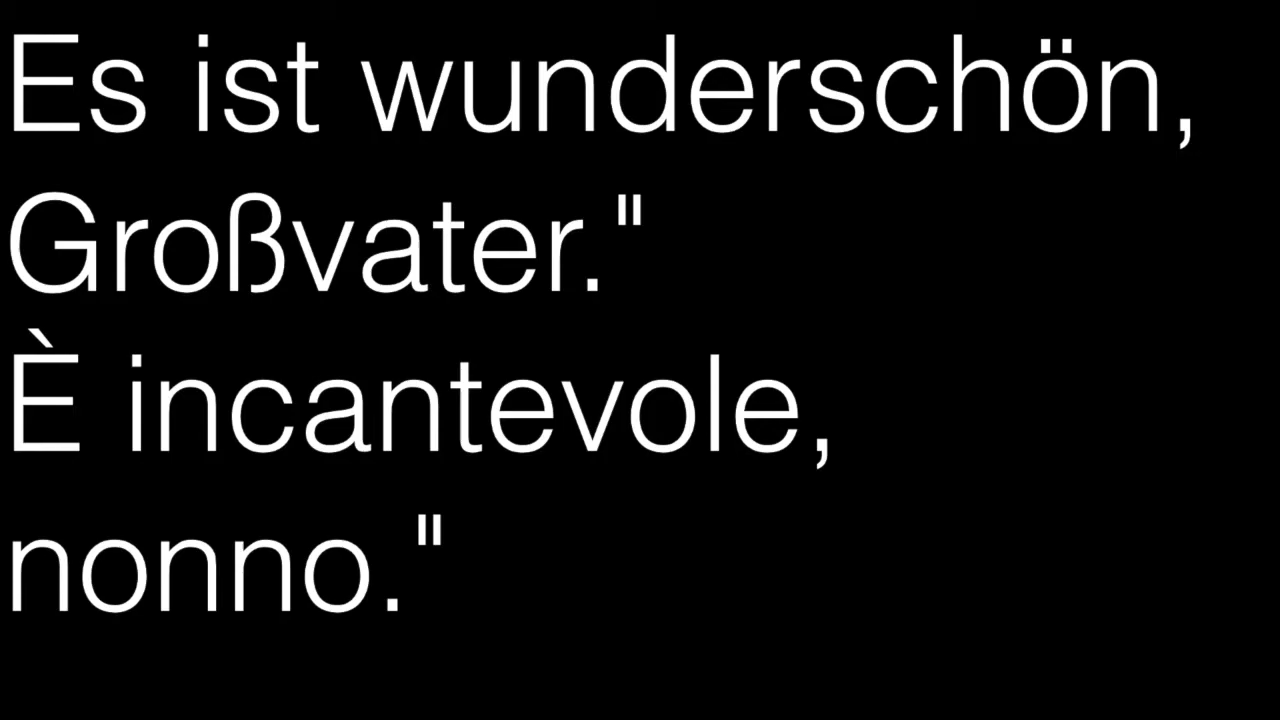 Es ist wunderschön,
Großvater."
È incantevole,
nonno."